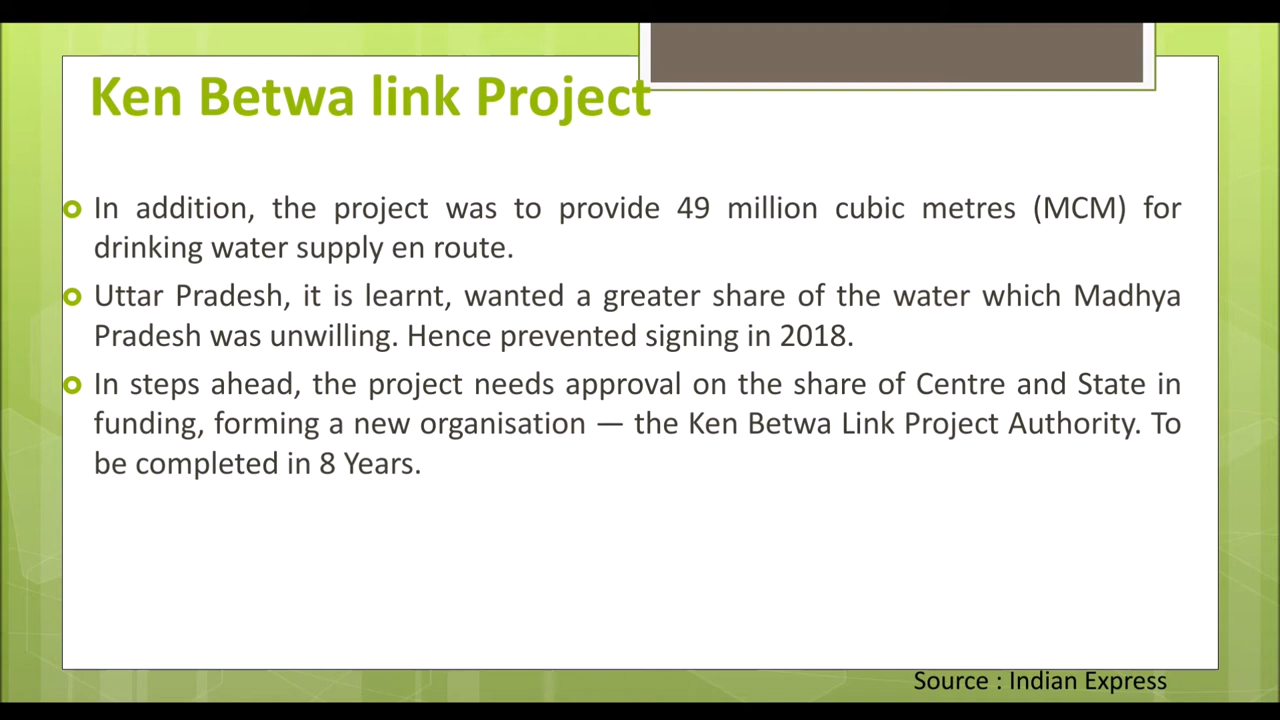 Ken Betwa link Project
In addition, the project was to provide 49 million cubic metres (MCM) for
drinking water supply en route.
Uttar Pradesh, it is learnt, wanted a greater share of the water which Madhya
Pradesh was unwilling. Hence prevented signing in 2018.
In steps ahead, the project needs approval on the share of Centre and State in
funding, forming a new organisation — the Ken Betwa Link Project Authority. To
be completed in 8 Years.
Source : Indian Express